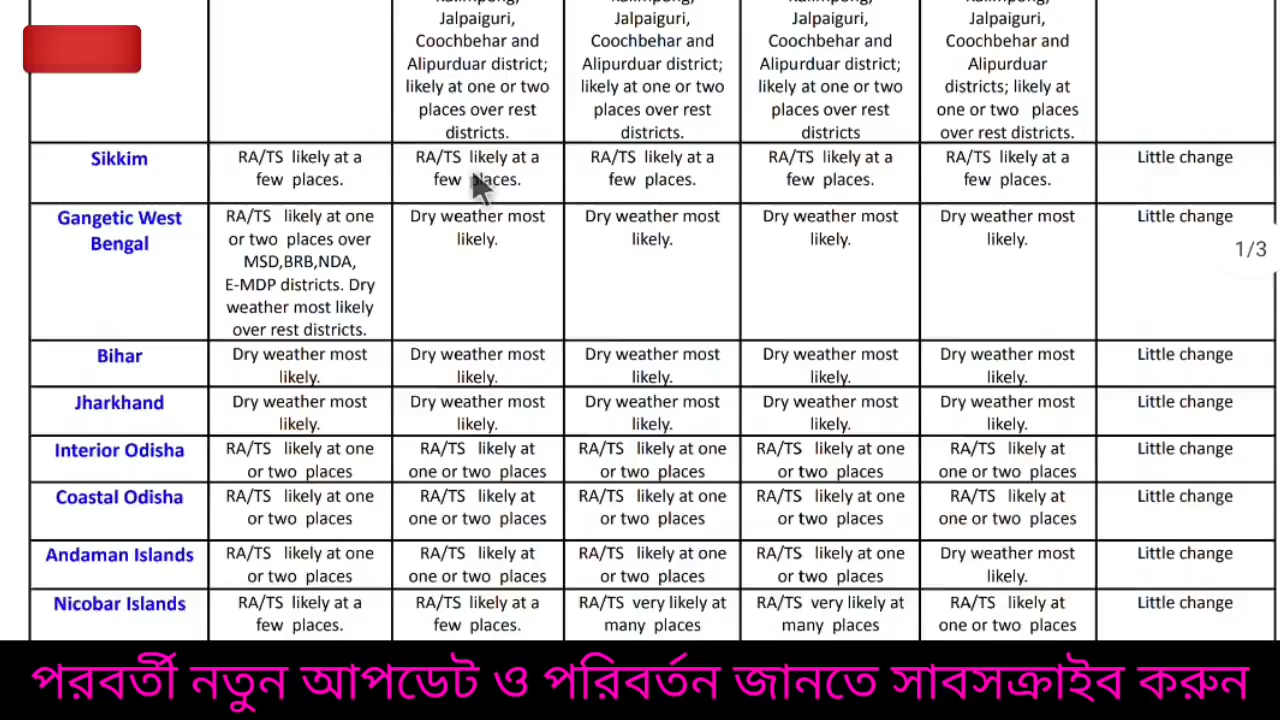 Jalpaiguri, Jalpaiguri, Jalpaiguri, Jalpaiguri,
Coochbehar and Coochbehar and Coochbehar and Coochbehar and
Alipurduar district; Alipurduar district; Alipurduar district; Alipurduar
likely at one or two likely at one or two likely at one or two districts; likely at
places over rest places over rest places over rest one or two places
districts. districts. districts over rest districts.
Sikkim RA/TS likely at a RA/TS likely at a RA/TS likely at a RA/TS likely at a RA/TS likely at a Little change
few places. few places. few places. few places. few places.
Gangetic West RA/TS likely at one Dry weather most Dry weather most Dry weather most Dry weather most Little change
Bengal or two places over likely. likely. likely. likely.
MSD,BRB,NDA, 1/3
E-MDP districts. Dry
weather most likely
over rest districts.
Bihar Dry weather most Dry weather most Dry weather most Dry weather most Dry weather most Little change
likely. likely. likely. likely. likely.
Jharkhand Dry weather most Dry weather most Dry weather most Dry weather most Dry weather most Little change
likely. likely. likely. likely. likely.
Interior Odisha RA/TS likely at one RA/TS likely at RA/TS likely at one RA/TS likely at one RA/TS likely at Little change
or two places one or two places or two places or two places one or two places
Coastal Odisha RA/TS likely at one RA/TS likely at RA/TS likely at one RA/TS likely at one RA/TS likely at Little change
or two places one or two places or two places or two places one or two places
Andaman Islands RA/TS likely at one RA/TS likely at RA/TS likely at one RA/TS likely at one Dry weather most Little change
or two places one or two places or two places or two places likely.
Nicobar Islands RA/TS likely at a RA/TS likely at a RA/TS very likely at RA/TS very likely at RA/TS likely at Little change
few places. few places. many places many places one or two places
পরবর্তী নতুন আপডেট ও পরিবর্তন জানতে সাবসক্রাইব করুন